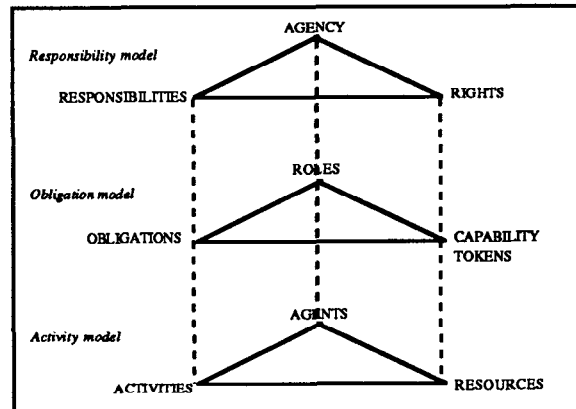 AGENCY
Responsibility model
RESPONSIBILITIES
RIGHTS
ROLES
Obligation model
OBLIGATIONS
CAPABILITY
TOKENS
AGENTS
Activity model
ACTIVITIES
RESOURCES